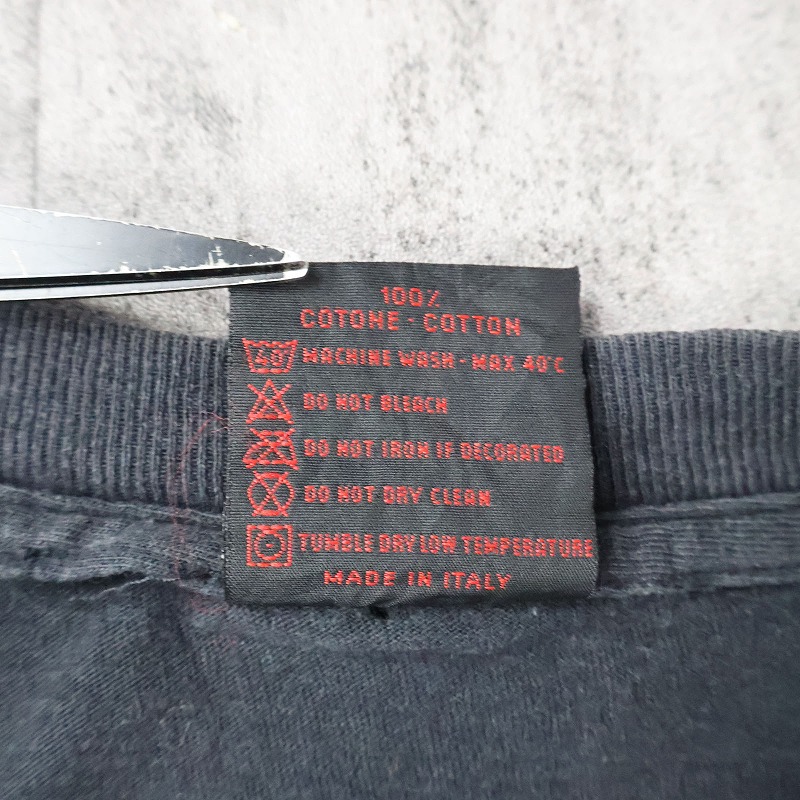 100%
COTONE - COTTON
40° MACHINE WASH - MAX 40°C
DO NOT BLEACH
DO NOT IRON IF DECORATED
DO NOT DRY CLEAN
TUMBLE DRY LOW TEMPERATURE
MADE IN ITALY